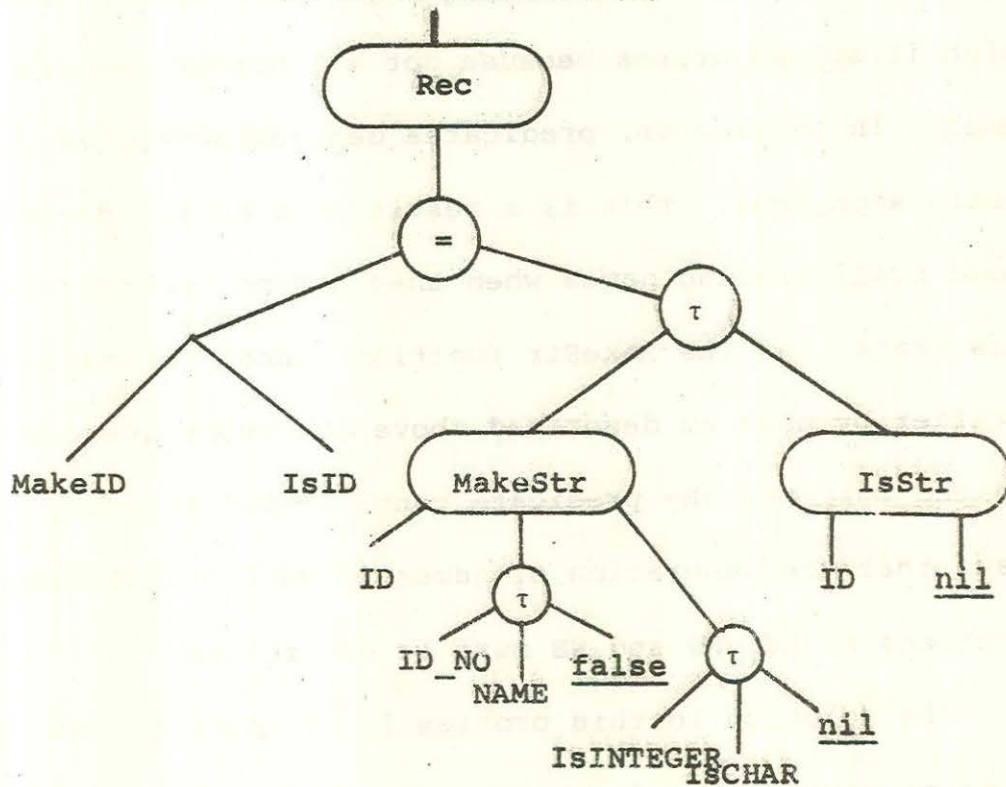 Rec
=
τ
MakeID IsID MakeStr IsStr
ID τ ID nil
ID_NO NAME false τ
IsINTEGER IsCHAR nil